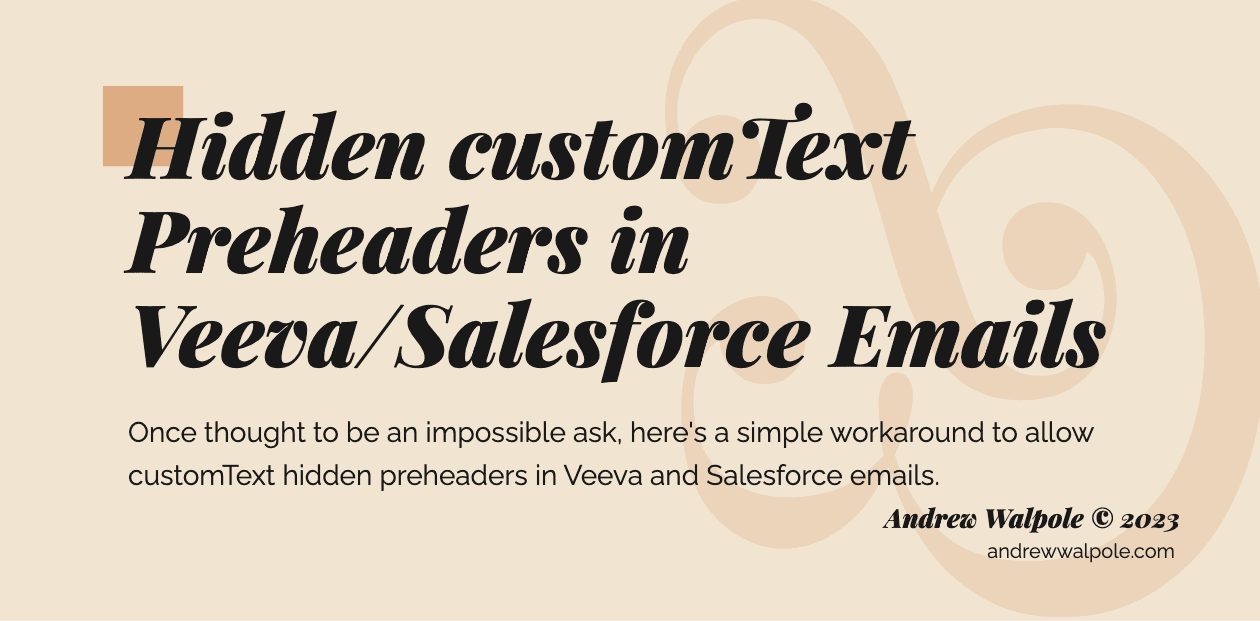 Hidden customText
Preheaders in
Veeva/Salesforce Emails
Once thought to be an impossible ask, here's a simple workaround to allow
customText hidden preheaders in Veeva and Salesforce emails.
Andrew Walpole © 2023
andrewwalpole.com